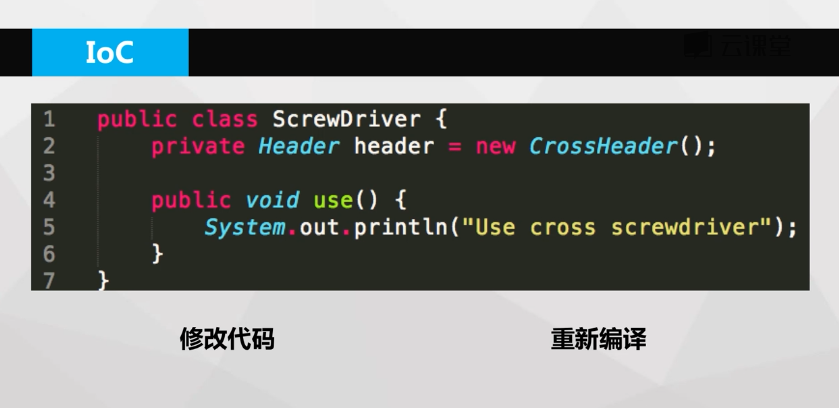 IoC
云课堂
1 public class ScrewDriver {
2     private Header header = new CrossHeader();
3
4     public void use() {
5         System.out.println("Use cross screwdriver");
6     }
7 }
修改代码 重新编译